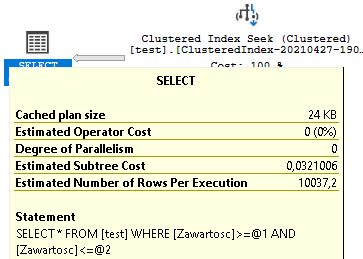 Clustered Index Seek (Clustered)
[test].[ClusteredIndex-20210427-190…
Cost: 100 %
SELECT
SELECT
Cached plan size 24 KB
Estimated Operator Cost 0 (0%)
Degree of Parallelism 0
Estimated Subtree Cost 0,0321006
Estimated Number of Rows Per Execution 10037,2
Statement
SELECT * FROM [test] WHERE [Zawartosc]>=@1 AND
[Zawartosc]<=@2